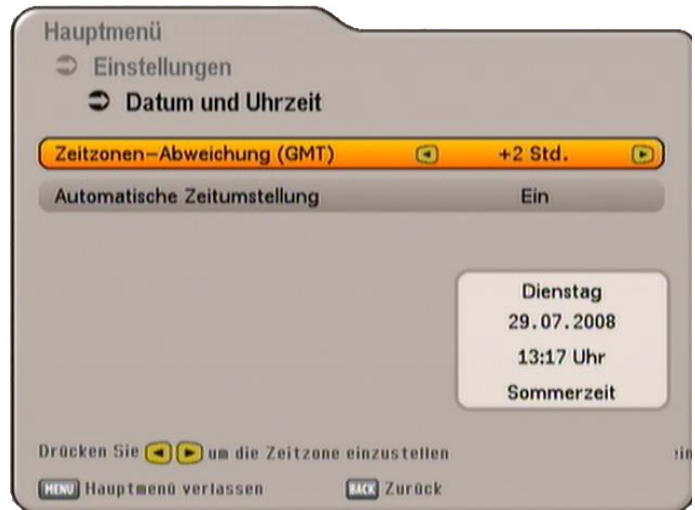 Hauptmenü
Einstellungen
Datum und Uhrzeit
Zeitzonen-Abweichung (GMT) +2 Std.
Automatische Zeitumstellung Ein
Dienstag
29.07.2008
13:17 Uhr
Sommerzeit
Drücken Sie um die Zeitzone einzustellen
MENU Hauptmenü verlassen BACK Zurück